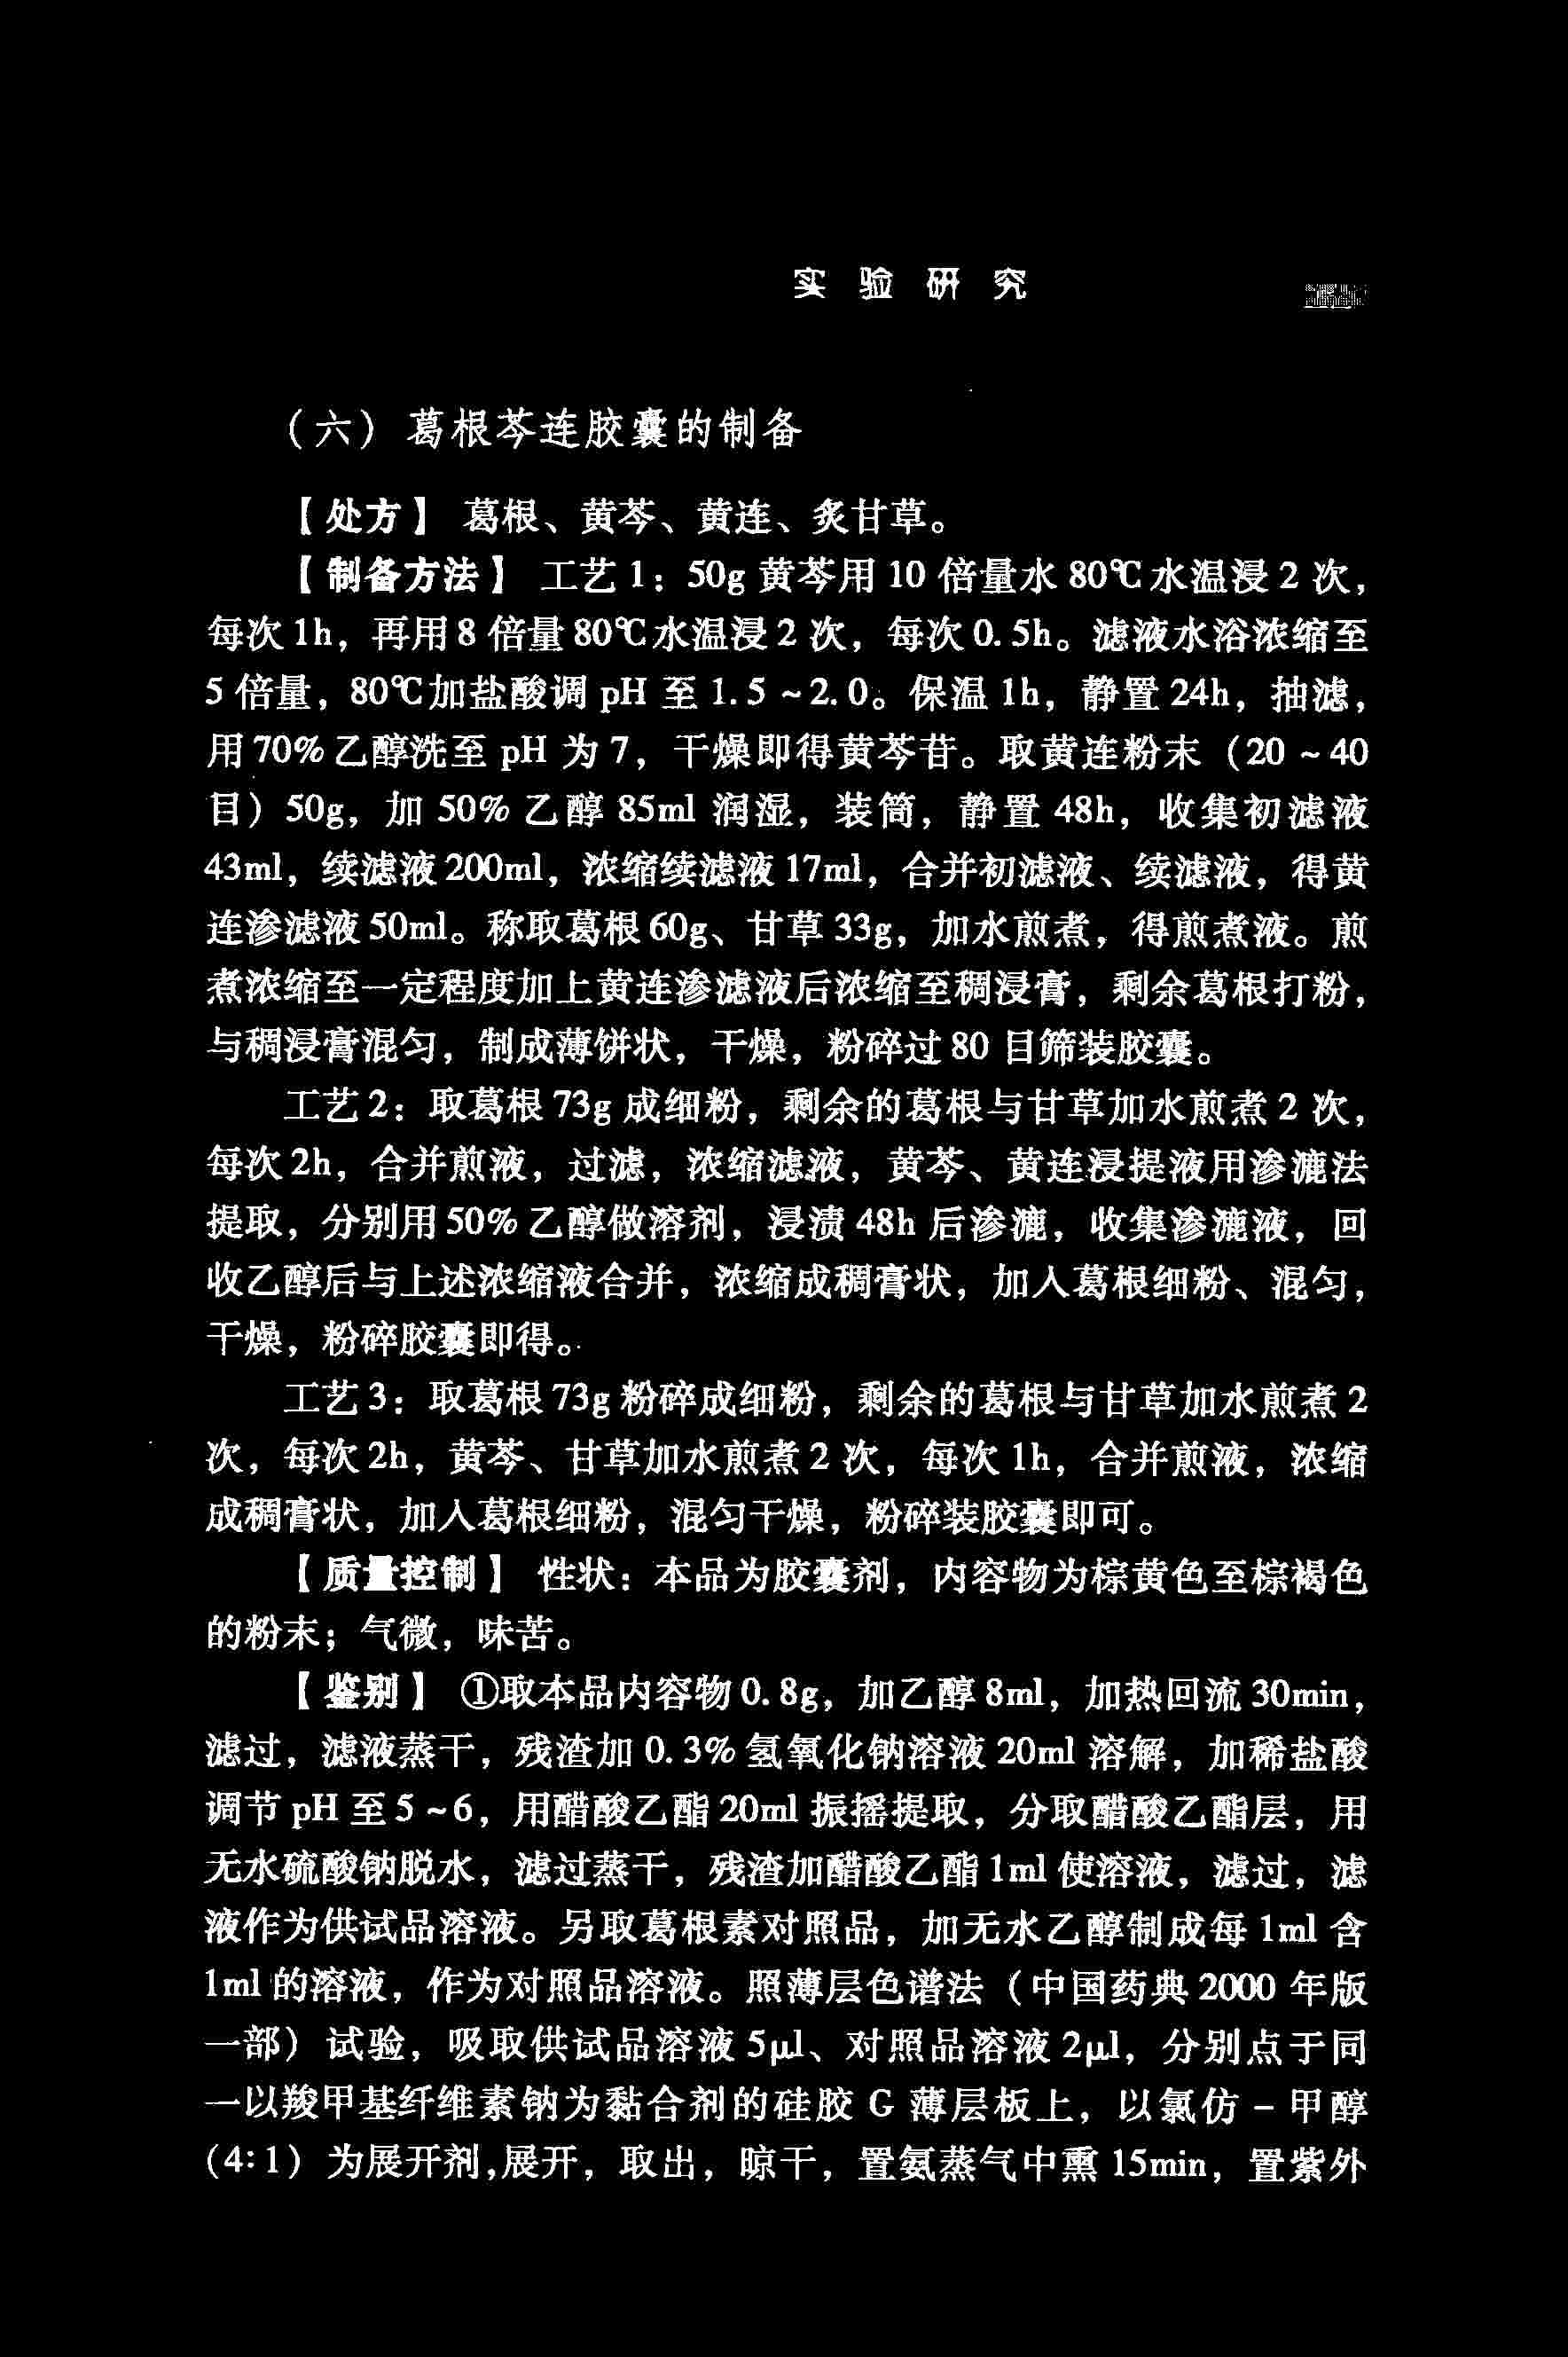 实验研究
（六）葛根芩连胶囊的制备
【处方】 葛根、黄芩、黄连、炙甘草。
【制备方法】 工艺1：50g黄芩用10倍量水80℃水温浸2次，
每次1h，再用8倍量80℃水温浸2次，每次0.5h。滤液水浴浓缩至
5倍量，80℃加盐酸调pH至1.5~2.0。保温1h，静置24h，抽滤，
用70%乙醇洗至pH为7，干燥即得黄芩苷。取黄连粉末（20~40
目）50g，加50%乙醇85ml润湿，装筒，静置48h，收集初滤液
43ml，续滤液200ml，浓缩续滤液17ml，合并初滤液、续滤液，得黄
连渗滤液50ml。称取葛根60g、甘草33g，加水煎煮，得煎煮液。煎
煮浓缩至一定程度加上黄连渗滤液后浓缩至稠浸膏，剩余葛根打粉，
与稠浸膏混匀，制成薄饼状，干燥，粉碎过80目筛装胶囊。
工艺2：取葛根73g成细粉，剩余的葛根与甘草加水煎煮2次，
每次2h，合并煎液，过滤，浓缩滤液，黄芩、黄连浸提液用渗漉法
提取，分别用50%乙醇做溶剂，浸渍48h后渗漉，收集渗漉液，回
收乙醇后与上述浓缩液合并，浓缩成稠膏状，加入葛根细粉、混匀，
干燥，粉碎胶囊即得。
工艺3：取葛根73g粉碎成细粉，剩余的葛根与甘草加水煎煮2
次，每次2h，黄芩、甘草加水煎煮2次，每次1h，合并煎液，浓缩
成稠膏状，加入葛根细粉，混匀干燥，粉碎装胶囊即可。
【质量控制】 性状：本品为胶囊剂，内容物为棕黄色至棕褐色
的粉末；气微，味苦。
【鉴别】 ①取本品内容物0.8g，加乙醇8ml，加热回流30min，
滤过，滤液蒸干，残渣加0.3%氢氧化钠溶液20ml溶解，加稀盐酸
调节pH至5~6，用醋酸乙酯20ml振摇提取，分取醋酸乙酯层，用
无水硫酸钠脱水，滤过蒸干，残渣加醋酸乙酯1ml使溶液，滤过，滤
液作为供试品溶液。另取葛根素对照品，加无水乙醇制成每1ml含
1ml的溶液，作为对照品溶液。照薄层色谱法（中国药典2000年版
一部）试验，吸取供试品溶液5μl、对照品溶液2μl，分别点于同
一以羧甲基纤维素钠为黏合剂的硅胶G薄层板上，以氯仿－甲醇
（4:1）为展开剂,展开，取出，晾干，置氨蒸气中熏15min，置紫外